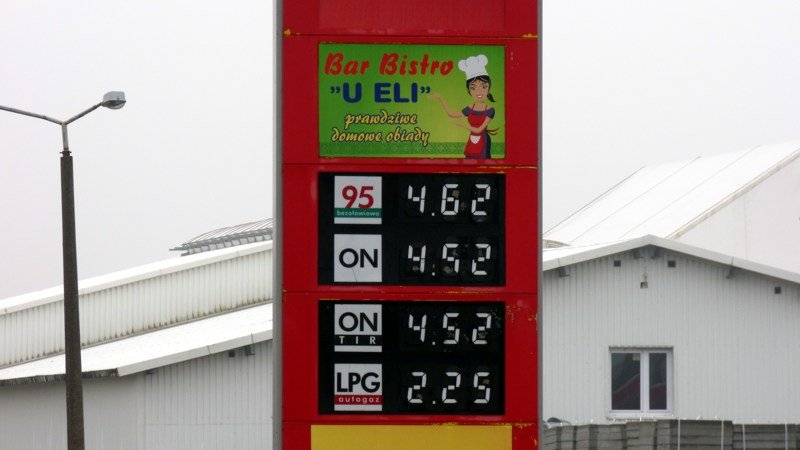 Bar Bistro
"U ELI"
prawdziwe
domowe obiady
95 4.62
bezołowiowa
ON 4.52
ON 4.52
TIR
LPG 2.25
autogaz